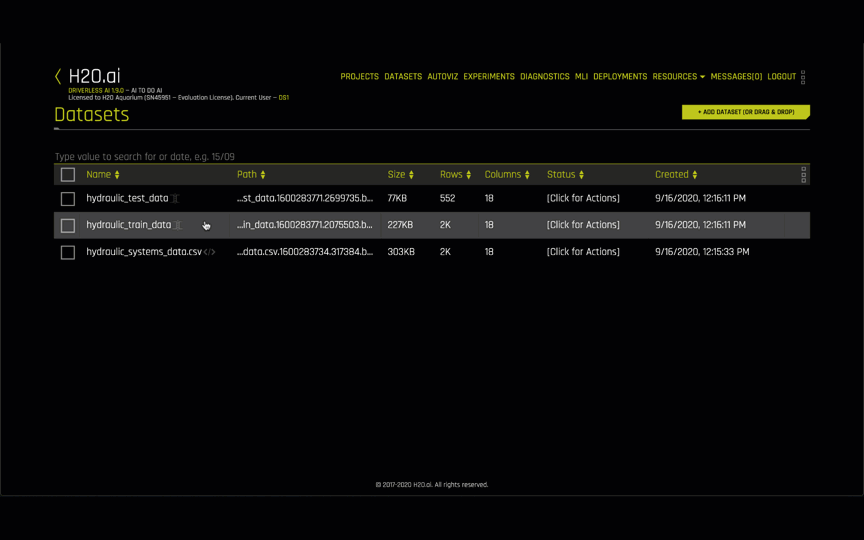 H2O.ai
PROJECTS DATASETS AUTOVIZ EXPERIMENTS DIAGNOSTICS MLI DEPLOYMENTS RESOURCES MESSAGES[0] LOGOUT
DRIVERLESS AI 1.9.0 – AI TO DO AI
Licensed to H2O Aquarium (SN45951 – Evaluation License), Current User – DS1
Datasets
+ ADD DATASET (OR DRAG & DROP)
Type value to search for or date, e.g. 15/09
Name Path Size Rows Columns Status Created
hydraulic_test_data ...st_data.1600283771.2699735.b... 77KB 552 18 [Click for Actions] 9/16/2020, 12:16:11 PM
hydraulic_train_data ...in_data.1600283771.2075503.b... 227KB 2K 18 [Click for Actions] 9/16/2020, 12:16:11 PM
hydraulic_systems_data.csv </> ...data.csv.1600283734.317384.b... 303KB 2K 18 [Click for Actions] 9/16/2020, 12:15:33 PM
© 2017-2020 H2O.ai. All rights reserved.